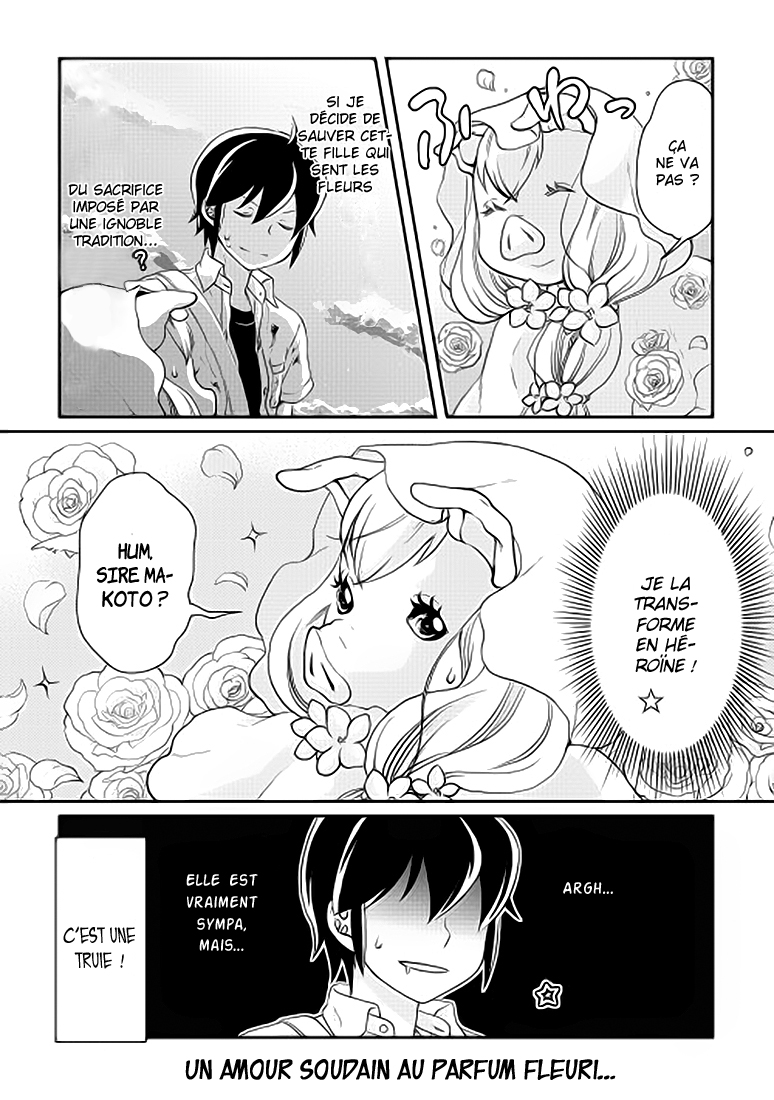 SI JE
DÉCIDE DE
SAUVER CET-
TE FILLE QUI
SENT LES
FLEURS
DU SACRIFICE
IMPOSÉ PAR
UNE IGNOBLE
TRADITION...
?
ふわっ
ÇA
NE VA
PAS ?
HUM,
SIRE MA-
KOTO ?
JE LA
TRANS-
FORME
EN HÉ-
ROÏNE !
☆
ELLE EST
VRAIMENT
SYMPA,
MAIS...
ARGH...
☆
C'EST UNE
TRUIE !
UN AMOUR SOUDAIN AU PARFUM FLEURI...